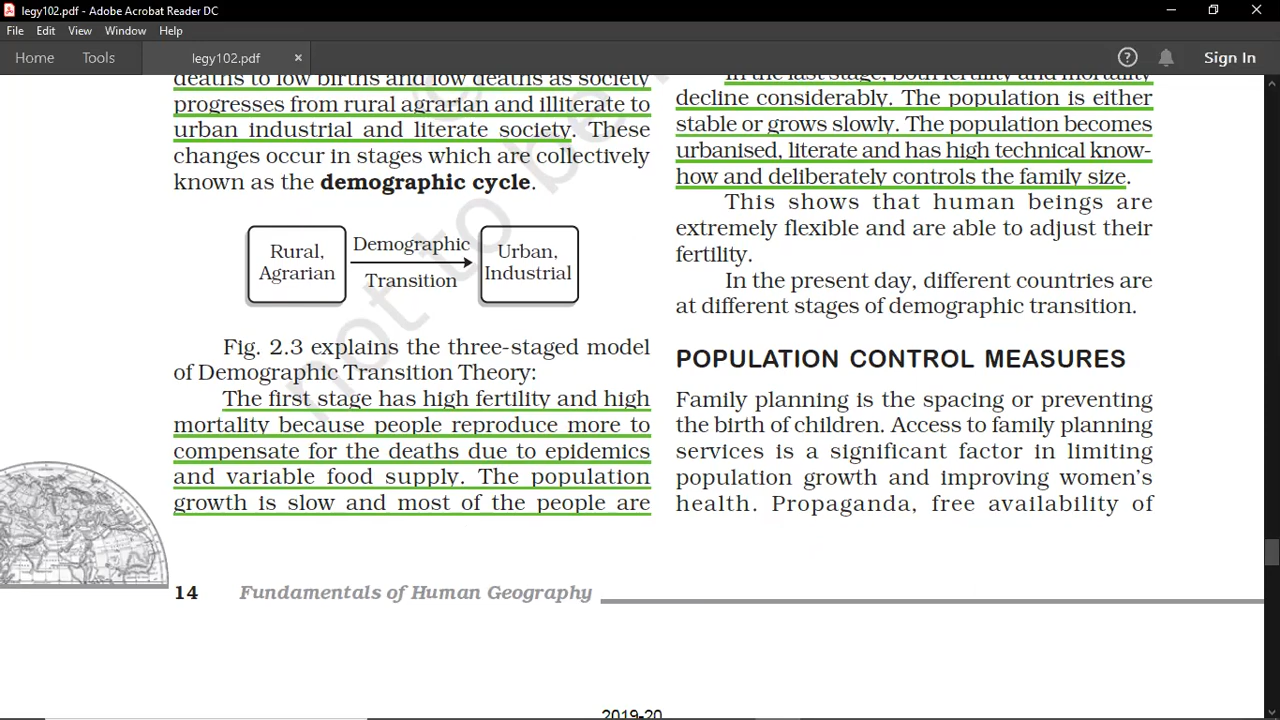 legy102.pdf - Adobe Acrobat Reader DC
File Edit View Window Help
Home Tools legy102.pdf × Sign In
deaths to low births and low deaths as society
progresses from rural agrarian and illiterate to
urban industrial and literate society. These
changes occur in stages which are collectively
known as the demographic cycle.
Rural,
Agrarian
Demographic
Transition
Urban,
Industrial
Fig. 2.3 explains the three-staged model
of Demographic Transition Theory:
The first stage has high fertility and high
mortality because people reproduce more to
compensate for the deaths due to epidemics
and variable food supply. The population
growth is slow and most of the people are
In the last stage, both fertility and mortality
decline considerably. The population is either
stable or grows slowly. The population becomes
urbanised, literate and has high technical know-
how and deliberately controls the family size.
This shows that human beings are
extremely flexible and are able to adjust their
fertility.
In the present day, different countries are
at different stages of demographic transition.
POPULATION CONTROL MEASURES
Family planning is the spacing or preventing
the birth of children. Access to family planning
services is a significant factor in limiting
population growth and improving women's
health. Propaganda, free availability of
14 Fundamentals of Human Geography
2019-20
not to be